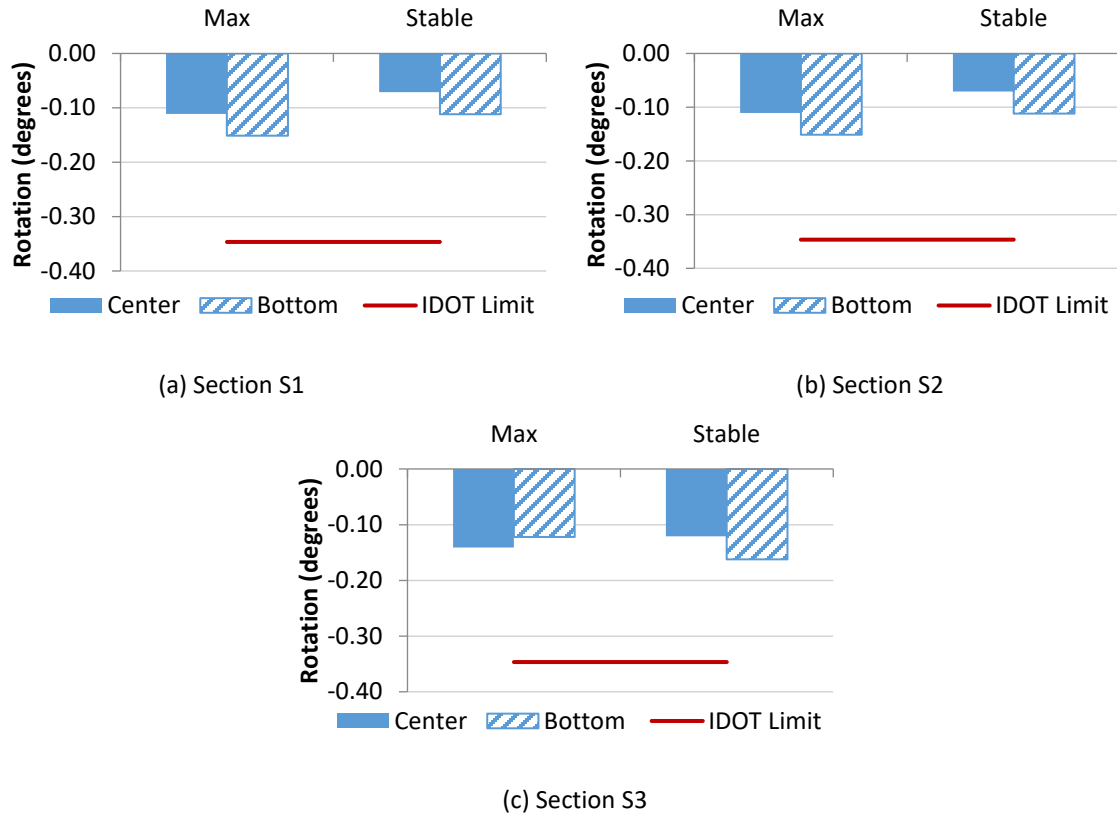 Max Stable
0.00
-0.10
-0.20
-0.30
-0.40
Rotation (degrees)
Center Bottom IDOT Limit
(a) Section S1
Max Stable
0.00
-0.10
-0.20
-0.30
-0.40
Rotation (degrees)
Center Bottom IDOT Limit
(b) Section S2
Max Stable
0.00
-0.10
-0.20
-0.30
-0.40
Rotation (degrees)
Center Bottom IDOT Limit
(c) Section S3